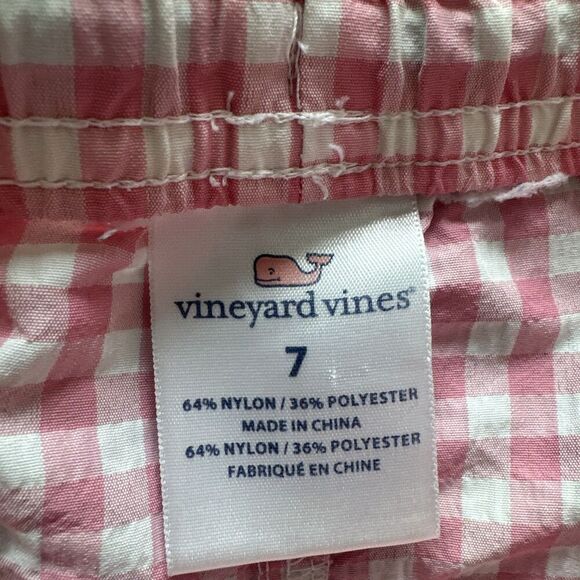 vineyard vines®
7
64% NYLON / 36% POLYESTER
MADE IN CHINA
64% NYLON / 36% POLYESTER
FABRIQUÉ EN CHINE